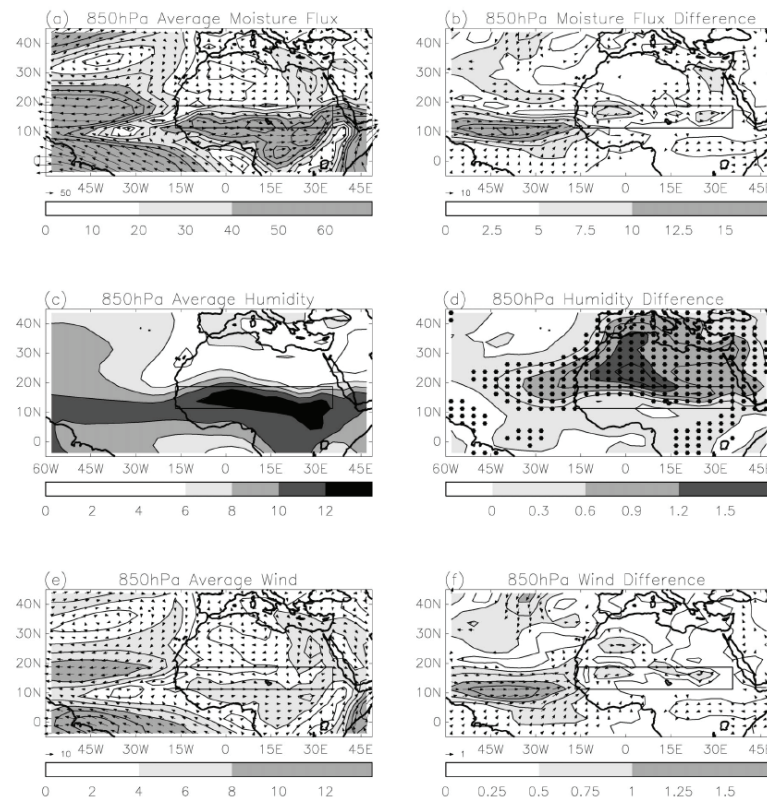 (a) 850hPa Average Moisture Flux
40N
30N
20N
10N
0
45W 30W 15W 0 15E 30E 45E
→ 50
0 10 20 30 40 50 60
(b) 850hPa Moisture Flux Difference
40N
30N
20N
10N
0
45W 30W 15W 0 15E 30E 45E
→ 10
0 2.5 5 7.5 10 12.5 15
(c) 850hPa Average Humidity
40N
30N
20N
10N
0
60W 45W 30W 15W 0 15E 30E 45E
0 2 4 6 8 10 12
(d) 850hPa Humidity Difference
40N
30N
20N
10N
0
60W 45W 30W 15W 0 15E 30E 45E
0 0.3 0.6 0.9 1.2 1.5
(e) 850hPa Average Wind
40N
30N
20N
10N
0
45W 30W 15W 0 15E 30E 45E
→ 10
0 2 4 6 8 10 12
(f) 850hPa Wind Difference
40N
30N
20N
10N
0
45W 30W 15W 0 15E 30E 45E
→ 1
0 0.25 0.5 0.75 1 1.25 1.5